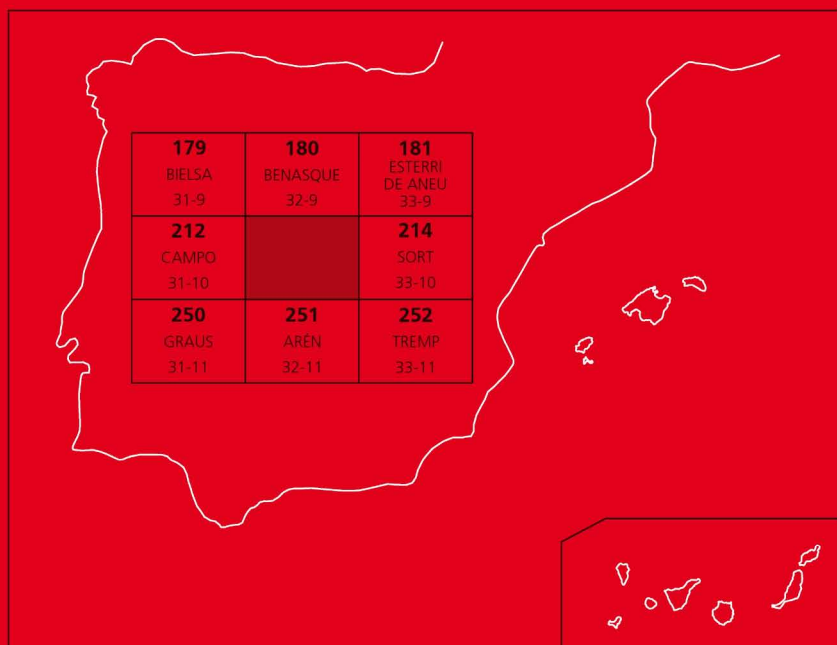 179
BIELSA
31-9
180
BENASQUE
32-9
181
ESTERRI
DE ANEU
33-9
212
CAMPO
31-10
214
SORT
33-10
250
GRAUS
31-11
251
ARÉN
32-11
252
TREMP
33-11